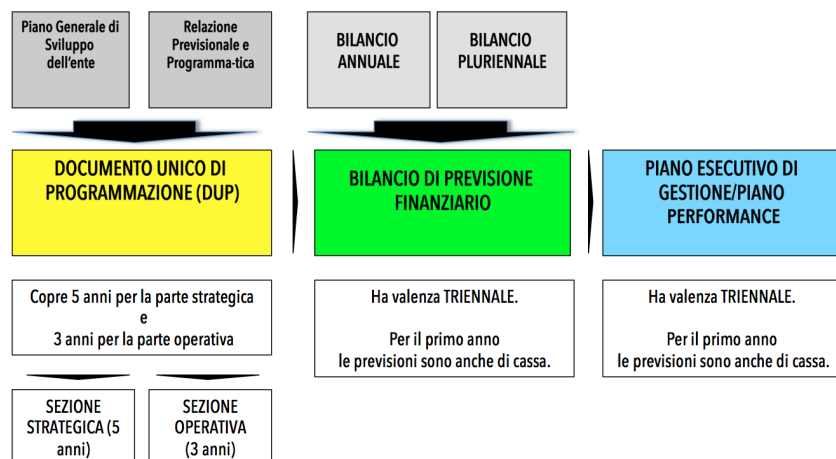 Piano Generale di
Sviluppo
dell'ente
Relazione
Previsionale e
Programma-tica
BILANCIO
ANNUALE
BILANCIO
PLURIENNALE
DOCUMENTO UNICO DI
PROGRAMMAZIONE (DUP)
BILANCIO DI PREVISIONE
FINANZIARIO
PIANO ESECUTIVO DI
GESTIONE/PIANO
PERFORMANCE
Copre 5 anni per la parte strategica
e
3 anni per la parte operativa
Ha valenza TRIENNALE.
Per il primo anno
le previsioni sono anche di cassa.
Ha valenza TRIENNALE.
Per il primo anno
le previsioni sono anche di cassa.
SEZIONE
STRATEGICA (5
anni)
SEZIONE
OPERATIVA
(3 anni)